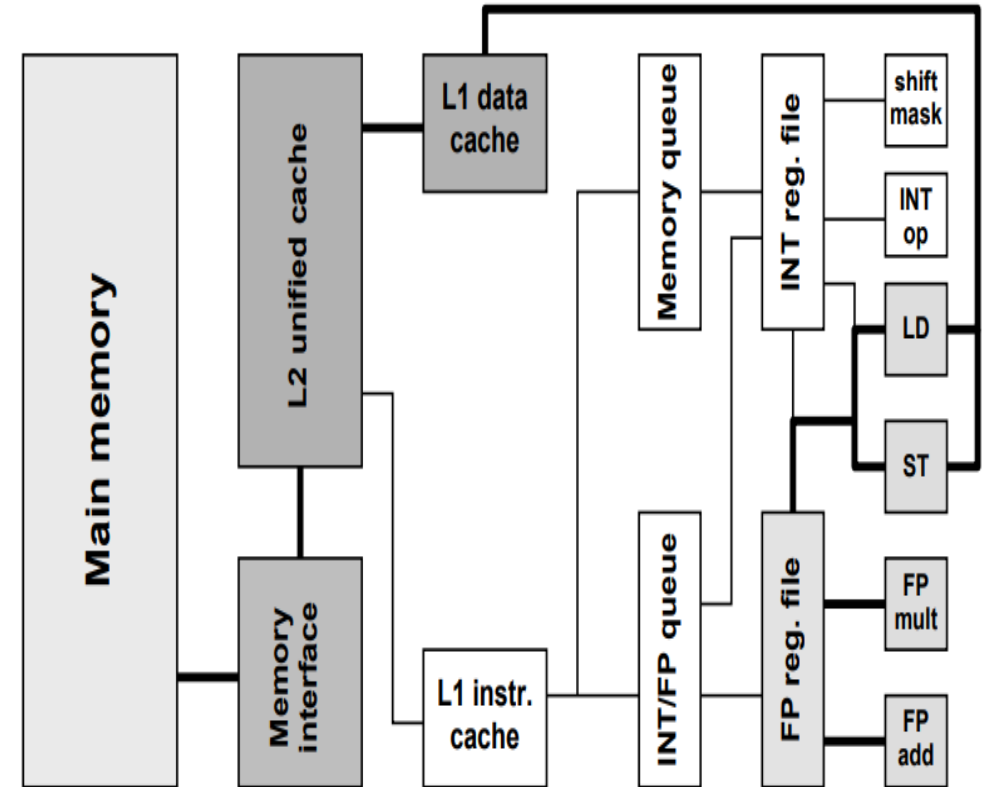 Main memory
L2 unified cache
Memory
interface
L1 data
cache
L1 instr.
cache
Memory queue
INT/FP queue
INT reg. file
FP reg. file
shift
mask
INT
op
LD
ST
FP
mult
FP
add